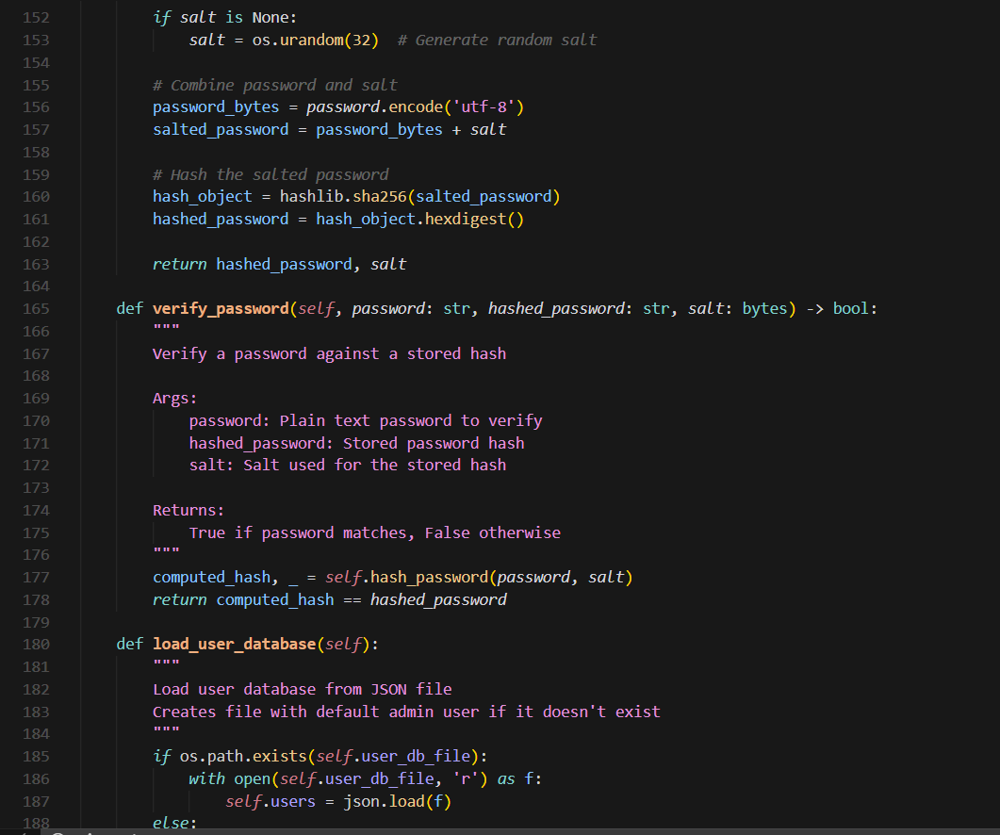 152 if salt is None:
153 salt = os.urandom(32)  # Generate random salt
154
155 # Combine password and salt
156 password_bytes = password.encode('utf-8')
157 salted_password = password_bytes + salt
158
159 # Hash the salted password
160 hash_object = hashlib.sha256(salted_password)
161 hashed_password = hash_object.hexdigest()
162
163 return hashed_password, salt
164
165 def verify_password(self, password: str, hashed_password: str, salt: bytes) -> bool:
166 """
167 Verify a password against a stored hash
168
169 Args:
170 password: Plain text password to verify
171 hashed_password: Stored password hash
172 salt: Salt used for the stored hash
173
174 Returns:
175 True if password matches, False otherwise
176 """
177 computed_hash, _ = self.hash_password(password, salt)
178 return computed_hash == hashed_password
179
180 def load_user_database(self):
181 """
182 Load user database from JSON file
183 Creates file with default admin user if it doesn't exist
184 """
185 if os.path.exists(self.user_db_file):
186 with open(self.user_db_file, 'r') as f:
187 self.users = json.load(f)
188 else: